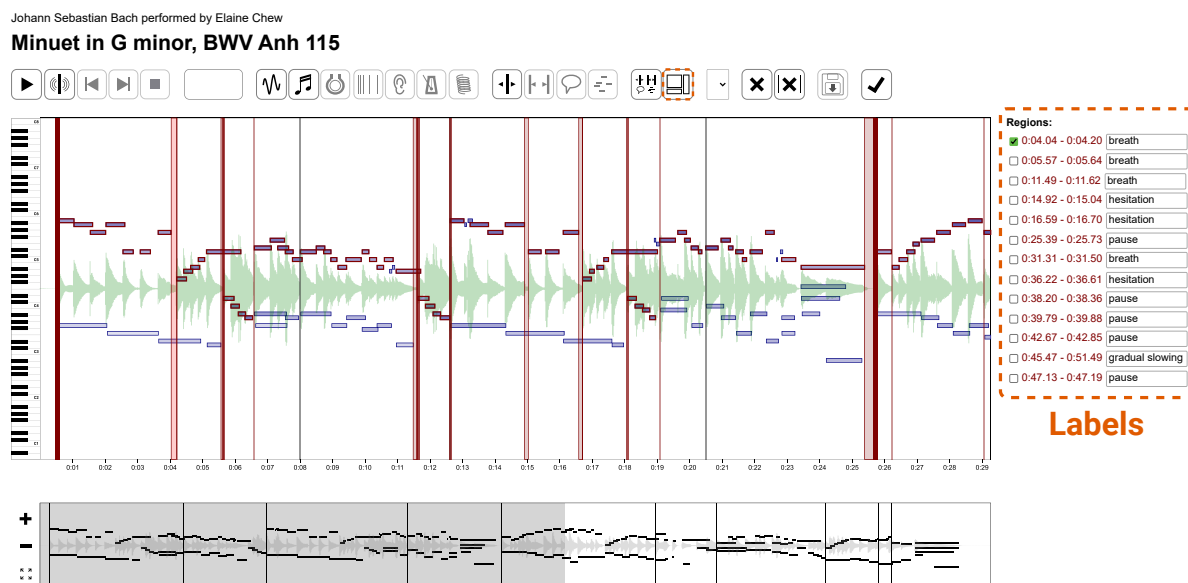 Johann Sebastian Bach performed by Elaine Chew
Minuet in G minor, BWV Anh 115
Regions:
0:04.04 - 0:04.20 breath
0:05.57 - 0:05.64 breath
0:11.49 - 0:11.62 breath
0:14.92 - 0:15.04 hesitation
0:16.59 - 0:16.70 hesitation
0:25.39 - 0:25.73 pause
0:31.31 - 0:31.50 breath
0:36.22 - 0:36.61 hesitation
0:38.20 - 0:38.36 pause
0:39.79 - 0:39.88 pause
0:42.67 - 0:42.85 pause
0:45.47 - 0:51.49 gradual slowing
0:47.13 - 0:47.19 pause
Labels
C8
C7
C6
C5
C4
C3
C2
C1
0:01 0:02 0:03 0:04 0:05 0:06 0:07 0:08 0:09 0:10 0:11 0:12 0:13 0:14 0:15 0:16 0:17 0:18 0:19 0:20 0:21 0:22 0:23 0:24 0:25 0:26 0:27 0:28 0:29